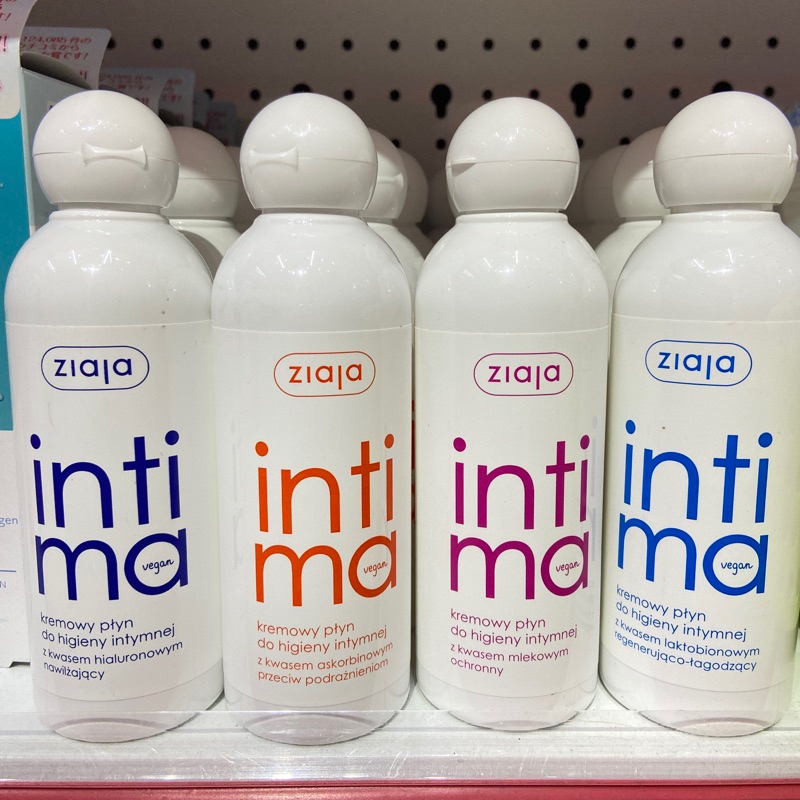 ziaja
inti
ma
vegan
kremowy płyn
do higieny intymnej
z kwasem hialuronowym
nawilżający
ziaja
inti
ma
vegan
kremowy płyn
do higieny intymnej
z kwasem askorbinowym
przeciw podrażnieniom
ziaja
inti
ma
vegan
kremowy płyn
do higieny intymnej
z kwasem mlekowym
ochronny
ziaja
inti
ma
vegan
kremowy płyn
do higieny intymnej
z kwasem laktobionowym
regenerująco-łagodzący